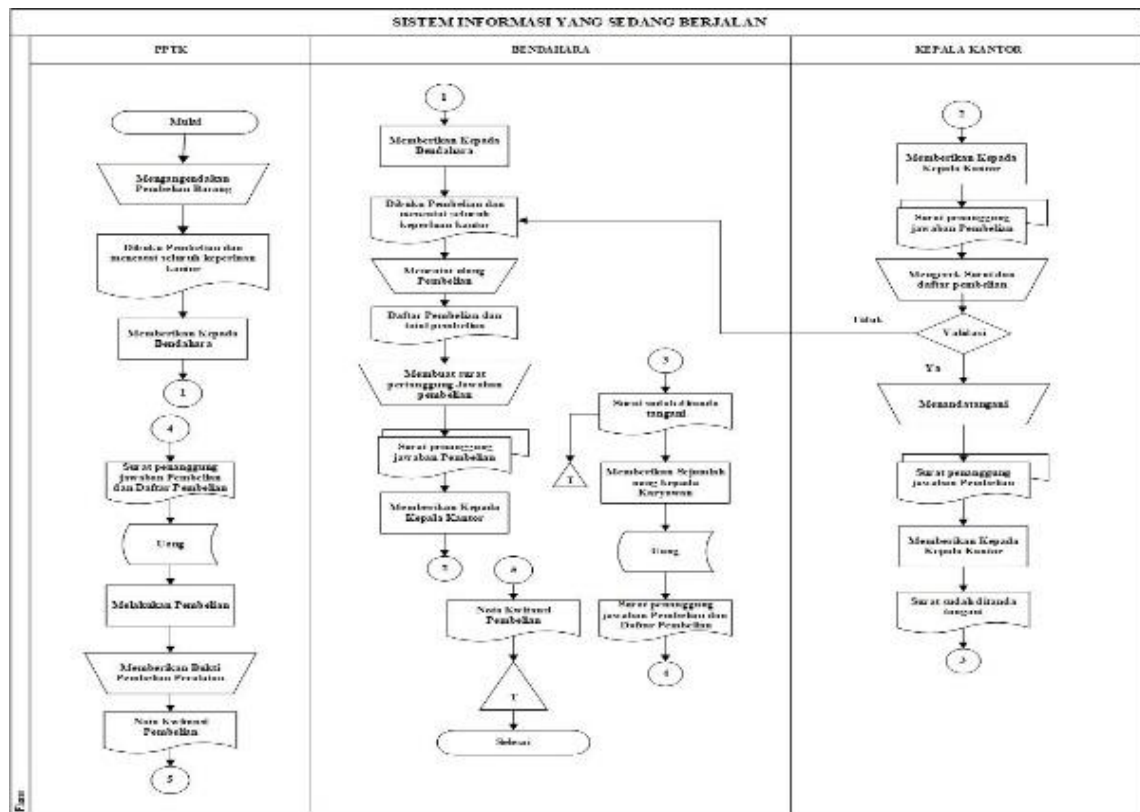 SISTEM INFORMASI YANG SEDANG BERJALAN
PPTK
BENDAHARA
KEPALA KANTOR
Mulai
Mengangendakan
Pembelian Barang
Dibuku Pembelian dan
mencatat seluruh keperluan
kantor
Memberikan Kepada
Bendahara
1
4
Surat penanggung
jawaban Pembelian
dan Daftar Pembelian
Uang
Melakukan Pembelian
Memberikan Bukti
Pembelian Peralatan
Nota Kwitansi
Pembelian
5
1
Memberikan Kepada
Bendahara
Dibuku Pembelian dan
mencatat seluruh
keperluan kantor
Mencatat ulang
Pembelian
Daftar Pembelian dan
total pembelian
Membuat surat
pertanggung Jawaban
pembelian
Surat penanggung
jawaban Pembelian
Memberikan Kepada
Kepala Kantor
3
Surat sudah ditanda
tangani
T
Memberikan Sejumlah
uang kepada
Karyawan
Uang
Surat penanggung
jawaban Pembelian dan
Daftar Pembelian
4
Nota Kwitansi
Pembelian
T
Selesai
2
Memberikan Kepada
Kepala Kantor
Surat penanggung
jawaban Pembelian
Mengecek Surat dan
daftar pembelian
Validasi
Tidak
Ya
Menandatangani
Surat penanggung
jawaban Pembelian
Memberikan Kepada
Kepala Kantor
Surat sudah ditanda
tangani
3